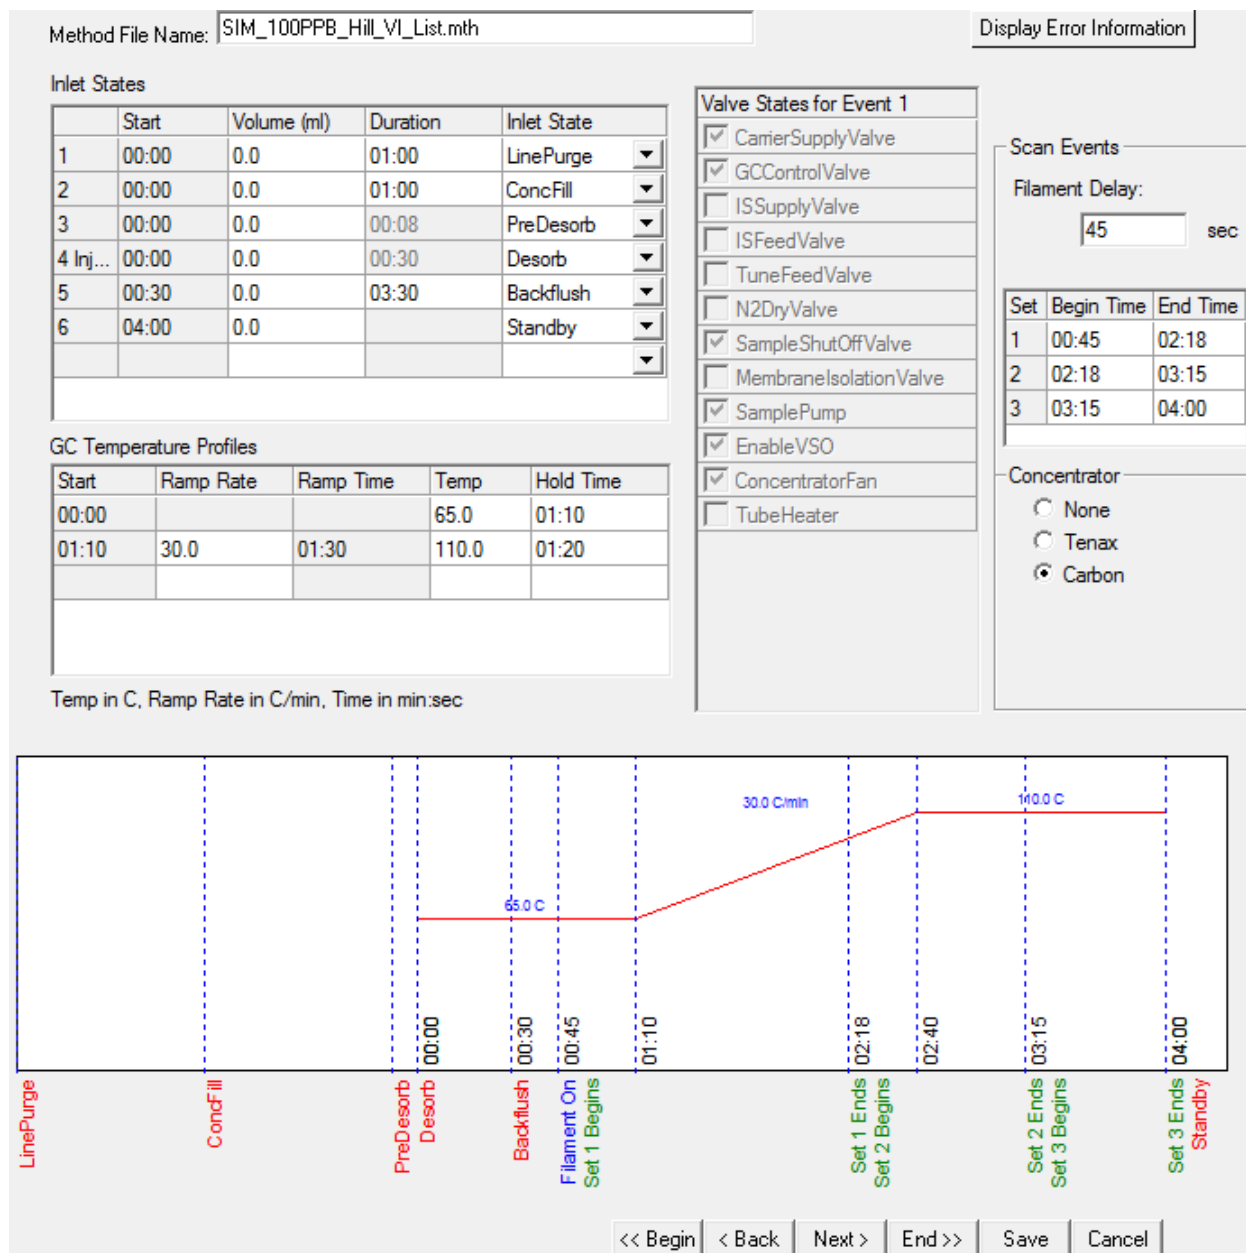 Method File Name: SIM_100PPB_Hill_VI_List.mth
Display Error Information
Inlet States
Start Volume (ml) Duration Inlet State
1 00:00 0.0 01:00 LinePurge
2 00:00 0.0 01:00 ConcFill
3 00:00 0.0 00:08 PreDesorb
4 Inj... 00:00 0.0 00:30 Desorb
5 00:30 0.0 03:30 Backflush
6 04:00 0.0 Standby
GC Temperature Profiles
Start Ramp Rate Ramp Time Temp Hold Time
00:00 65.0 01:10
01:10 30.0 01:30 110.0 01:20
Temp in C, Ramp Rate in C/min, Time in min:sec
Valve States for Event 1
CarrierSupplyValve
GCControlValve
ISSupplyValve
ISFeedValve
TuneFeedValve
N2DryValve
SampleShutOffValve
MembraneIsolationValve
SamplePump
EnableVSO
ConcentratorFan
TubeHeater
Scan Events
Filament Delay:
45 sec
Set Begin Time End Time
1 00:45 02:18
2 02:18 03:15
3 03:15 04:00
Concentrator
None
Tenax
Carbon
30.0 C/min
110.0 C
65.0 C
00:00
00:30
00:45
01:10
02:18
02:40
03:15
04:00
LinePurge
ConcFill
PreDesorb
Desorb
Backflush
Filament On
Set 1 Begins
Set 1 Ends
Set 2 Begins
Set 2 Ends
Set 3 Begins
Set 3 Ends
Standby
<< Begin < Back Next > End >> Save Cancel